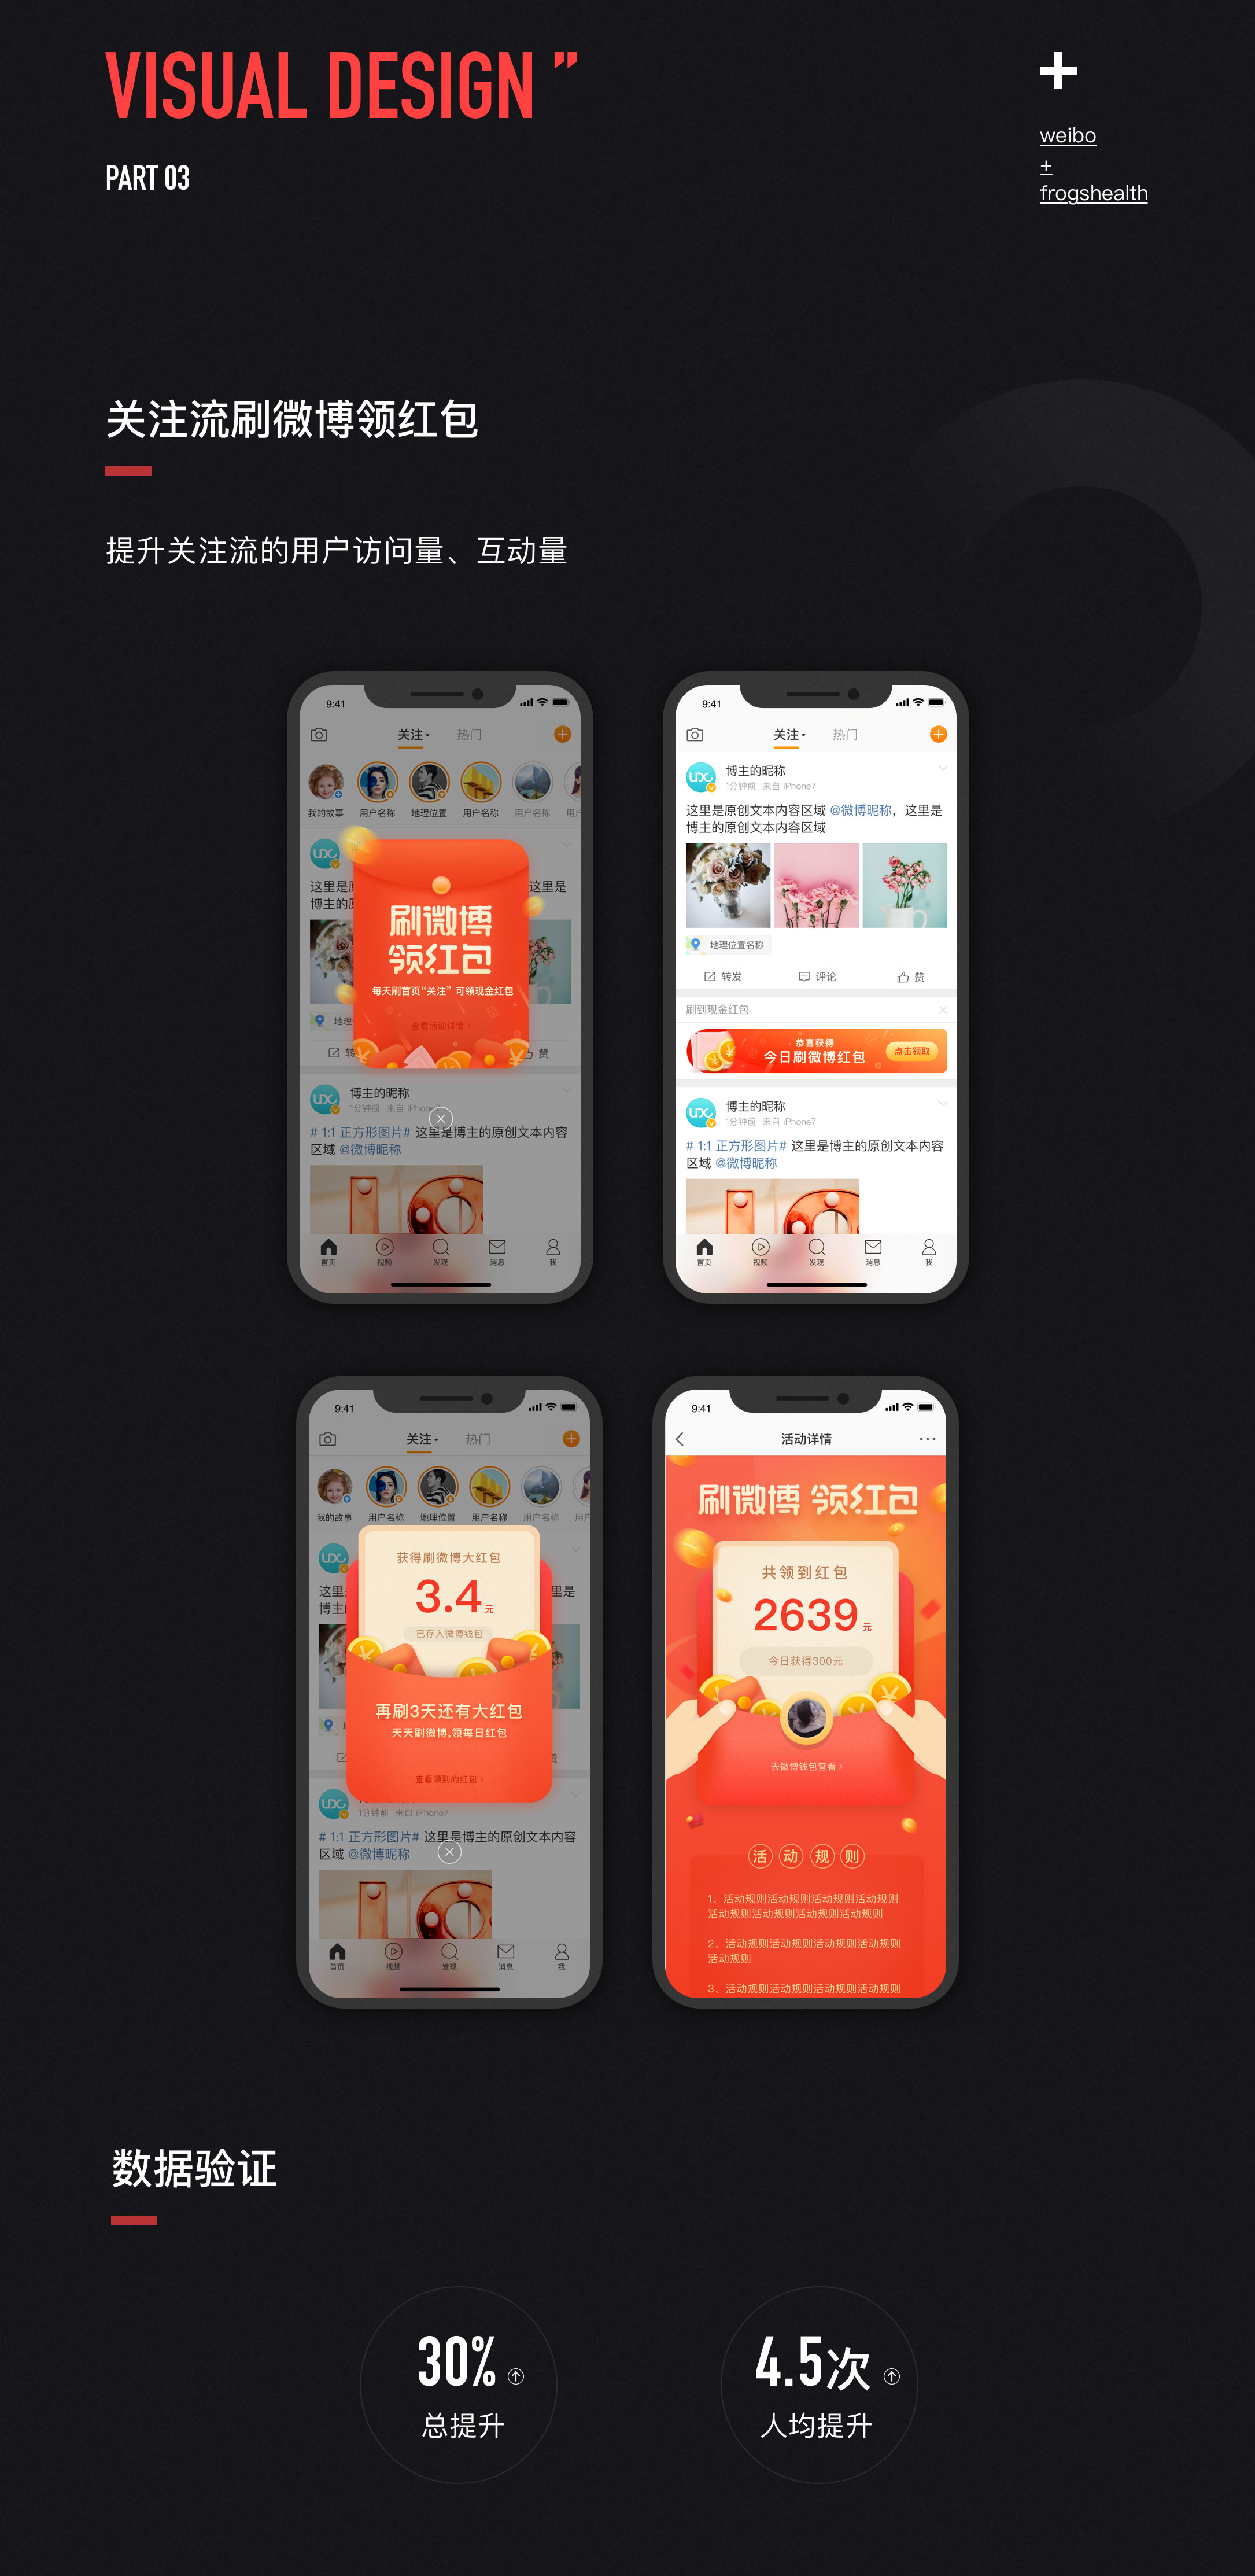 VISUAL DESIGN ”
PART 03
weibo
+
frogshealth
关注流刷微博领红包
提升关注流的用户访问量、互动量
9:41
关注 热门
我的故事 用户名称 地理位置 用户名称 用户名称
这里是 这里是
博主的
刷微博
领红包
每天刷首页“关注”可领现金红包
查看活动详情
地理
赞
博主的昵称
1分钟前 来自 iPhone7
# 1:1 正方形图片# 这里是博主的原创文本内容
区域 @微博昵称
首页 视频 发现 消息 我
9:41
关注 热门
博主的昵称
1分钟前 来自 iPhone7
这里是原创文本内容区域 @微博昵称，这里是
博主的原创文本内容区域
地理位置名称
转发 评论 赞
刷到现金红包
恭喜获得
今日刷微博红包
点击领取
博主的昵称
1分钟前 来自 iPhone7
# 1:1 正方形图片# 这里是博主的原创文本内容
区域 @微博昵称
首页 视频 发现 消息 我
9:41
关注 热门
我的故事 用户名称 地理位置 用户名称 用户名称
获得刷微博大红包
3.4元
已存入微博钱包
再刷3天还有大红包
天天刷微博,领每日红包
查看领到的红包
1分钟前 来自 iPhone7
# 1:1 正方形图片# 这里是博主的原创文本内容
区域 @微博昵称
首页 视频 发现 消息 我
9:41
活动详情
刷微博 领红包
共领到红包
2639元
今日获得300元
去微博钱包查看
活动规则
1、活动规则活动规则活动规则活动规则
活动规则活动规则活动规则活动规则
2、活动规则活动规则活动规则活动规则
活动规则
3、活动规则活动规则活动规则活动规则
数据验证
30%
总提升
4.5次
人均提升